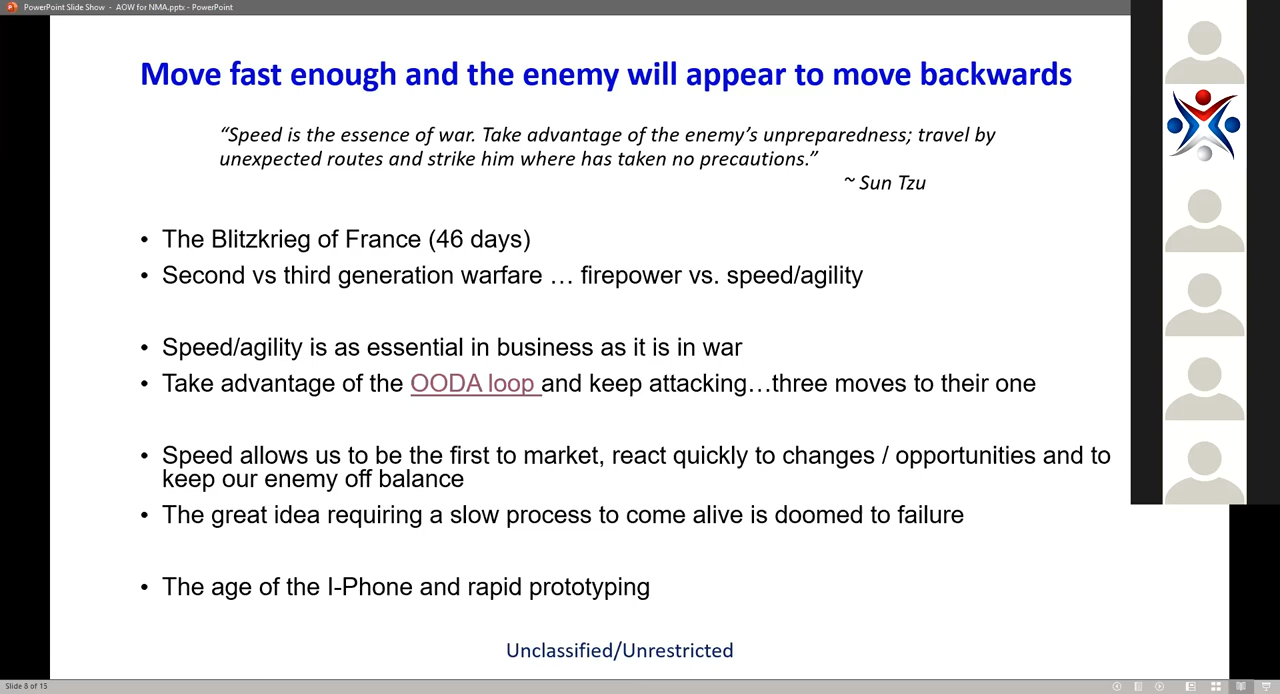 PowerPoint Slide Show - AOW for NMA.pptx - PowerPoint
Move fast enough and the enemy will appear to move backwards
“Speed is the essence of war. Take advantage of the enemy’s unpreparedness; travel by
unexpected routes and strike him where has taken no precautions.”
~ Sun Tzu
• The Blitzkrieg of France (46 days)
• Second vs third generation warfare … firepower vs. speed/agility
• Speed/agility is as essential in business as it is in war
• Take advantage of the OODA loop and keep attacking…three moves to their one
• Speed allows us to be the first to market, react quickly to changes / opportunities and to
keep our enemy off balance
• The great idea requiring a slow process to come alive is doomed to failure
• The age of the I-Phone and rapid prototyping
Unclassified/Unrestricted
Slide 8 of 15